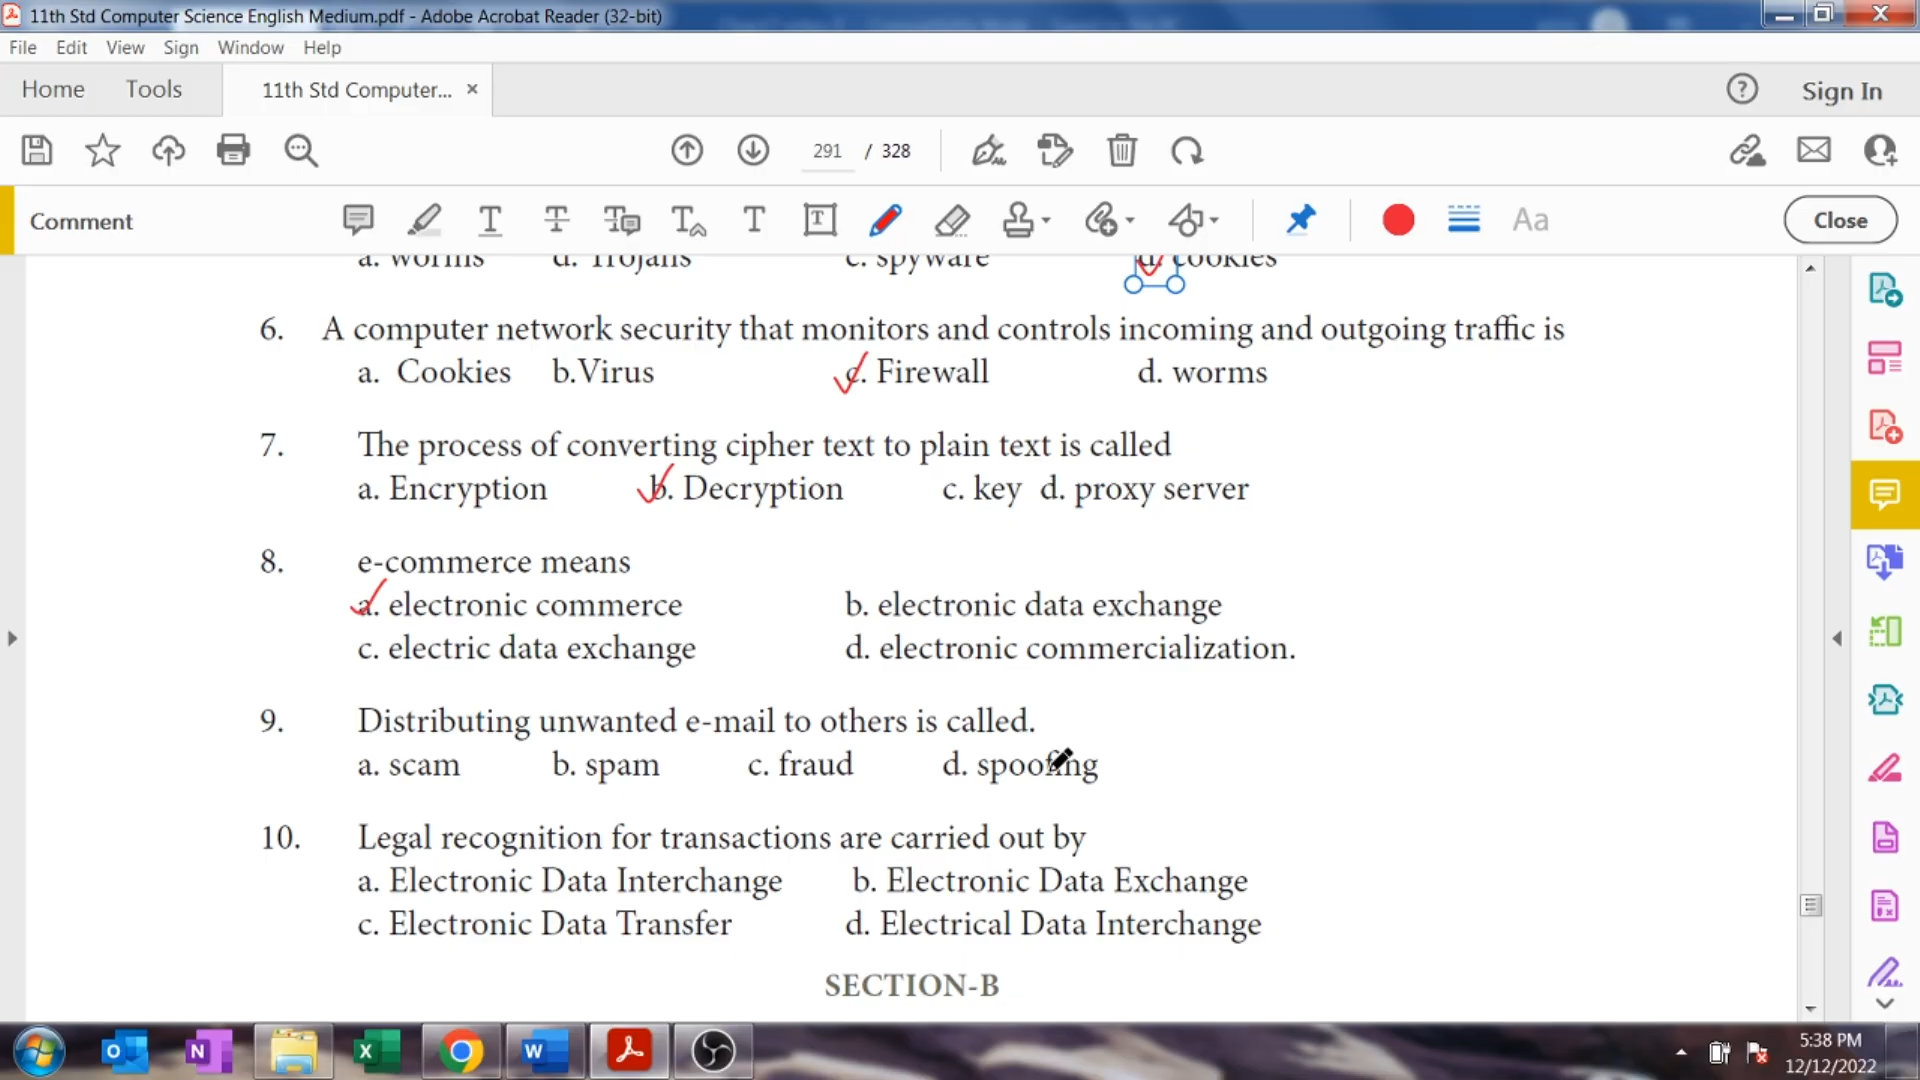 11th Std Computer Science English Medium.pdf - Adobe Acrobat Reader (32-bit)
File Edit View Sign Window Help
Home Tools 11th Std Computer... × Sign In
291 / 328
Comment Aa Close
a. worms d. Trojans c. spyware d. cookies
6. A computer network security that monitors and controls incoming and outgoing traffic is
a. Cookies b.Virus c. Firewall d. worms
7. The process of converting cipher text to plain text is called
a. Encryption b. Decryption c. key d. proxy server
8. e-commerce means
a. electronic commerce b. electronic data exchange
c. electric data exchange d. electronic commercialization.
9. Distributing unwanted e-mail to others is called.
a. scam b. spam c. fraud d. spoofing
10. Legal recognition for transactions are carried out by
a. Electronic Data Interchange b. Electronic Data Exchange
c. Electronic Data Transfer d. Electrical Data Interchange
SECTION-B
5:38 PM
12/12/2022